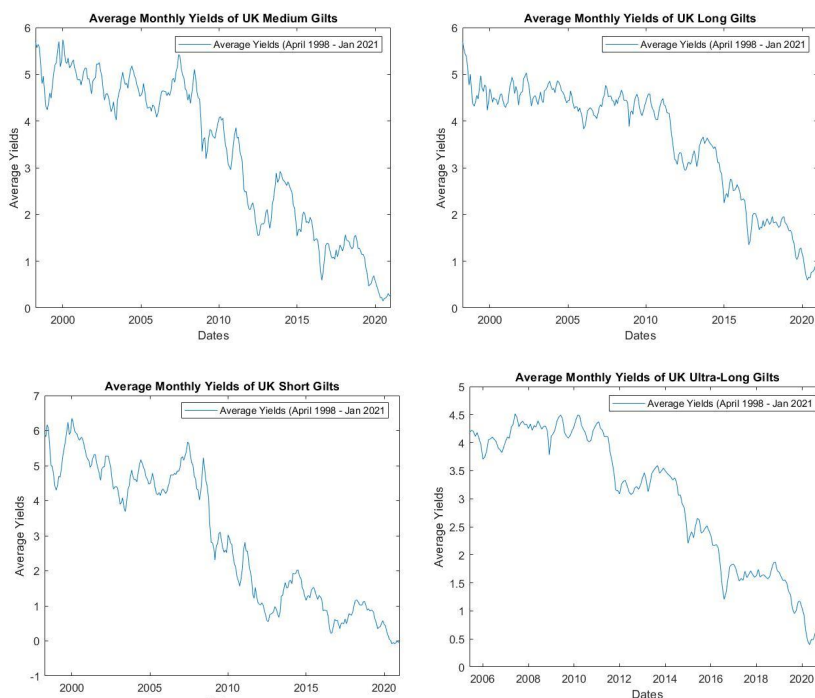 Average Monthly Yields of UK Medium Gilts
Average Yields (April 1998 - Jan 2021
Average Yields
6
5
4
3
2
1
0
2000 2005 2010 2015 2020
Dates
Average Monthly Yields of UK Long Gilts
Average Yields (April 1998 - Jan 2021
Average Yields
6
5
4
3
2
1
0
2000 2005 2010 2015 2020
Dates
Average Monthly Yields of UK Short Gilts
Average Yields (April 1998 - Jan 2021
Average Yields
7
6
5
4
3
2
1
0
-1
2000 2005 2010 2015 2020
Average Monthly Yields of UK Ultra-Long Gilts
Average Yields (April 1998 - Jan 2021
Average Yields
5
4.5
4
3.5
3
2.5
2
1.5
1
0.5
0
2006 2008 2010 2012 2014 2016 2018 2020
Dates